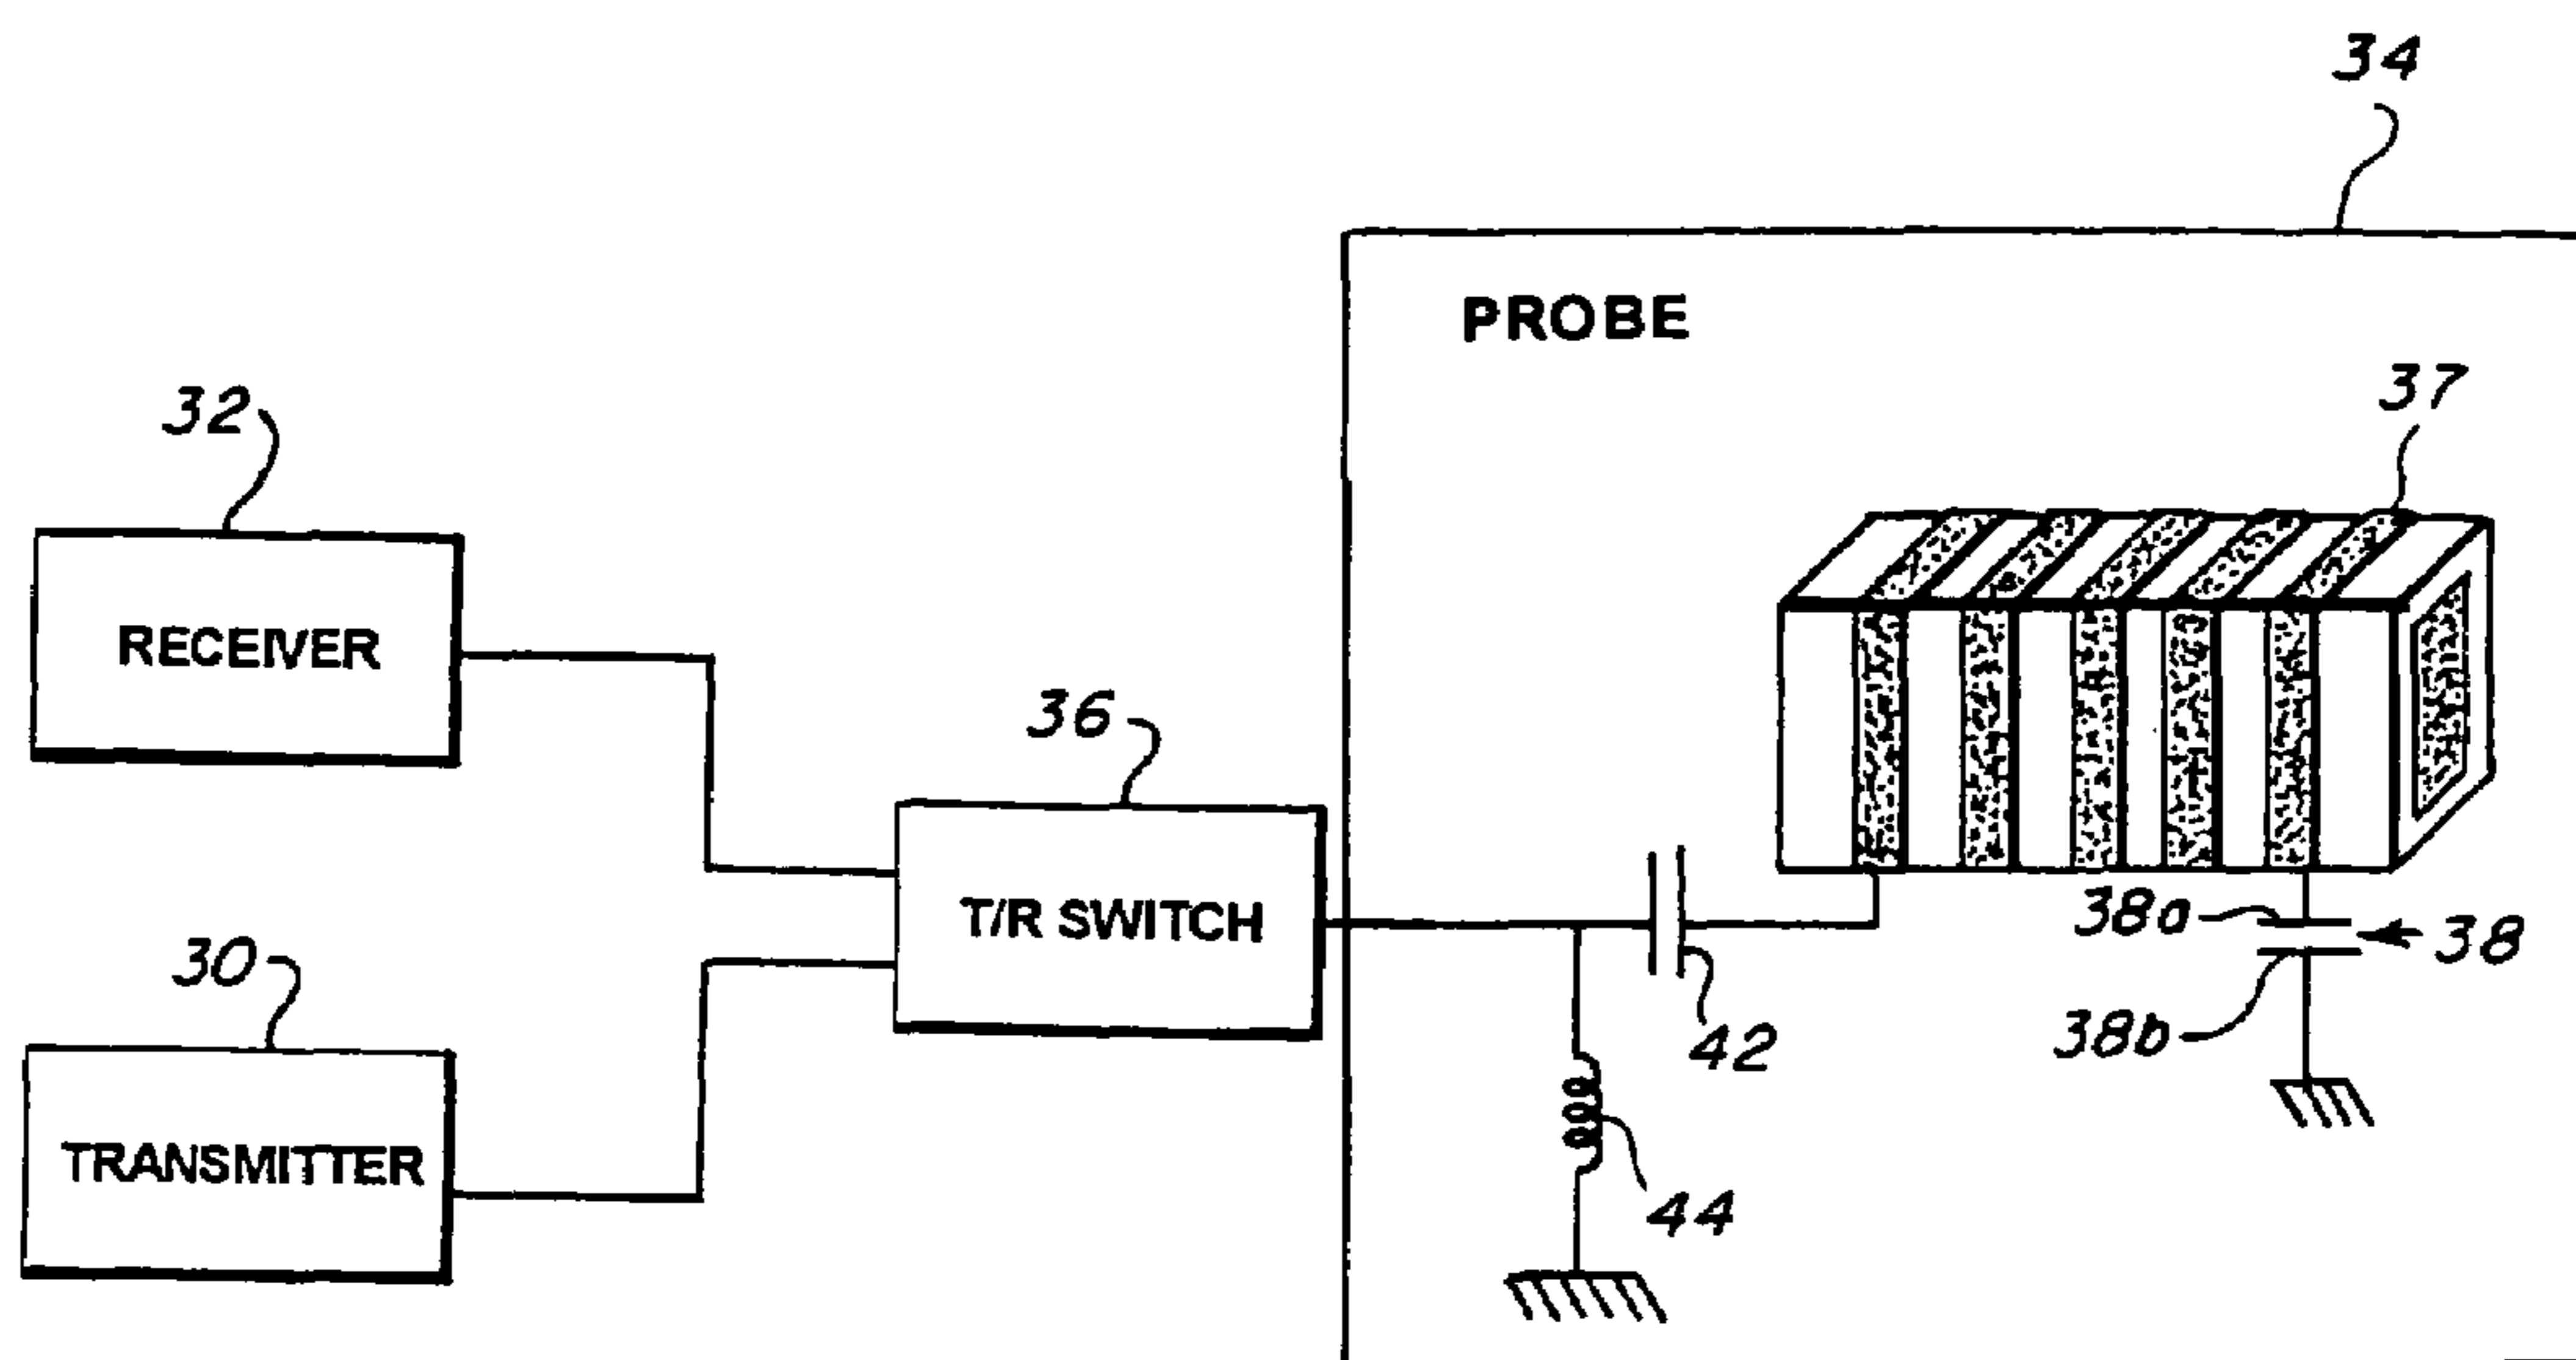 34
PROBE
37
32
RECEIVER
36
T/R SWITCH
38a
38
38b
42
30
TRANSMITTER
44